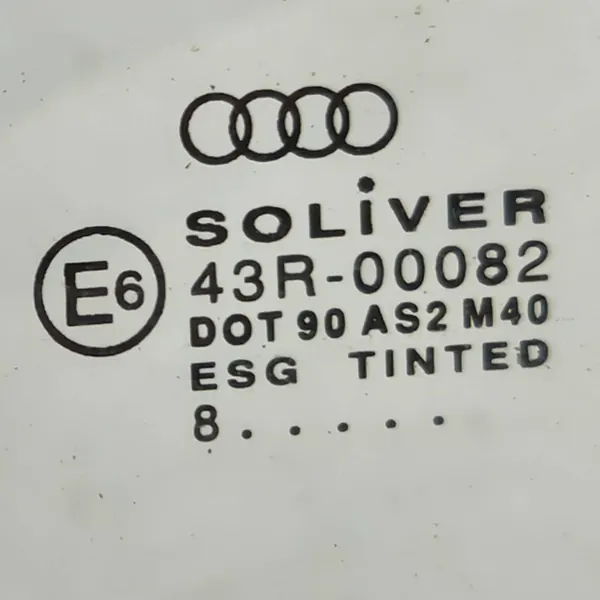 SOLiVER
E6
43R-00082
DOT 90 AS2 M40
ESG TINTED
8.....